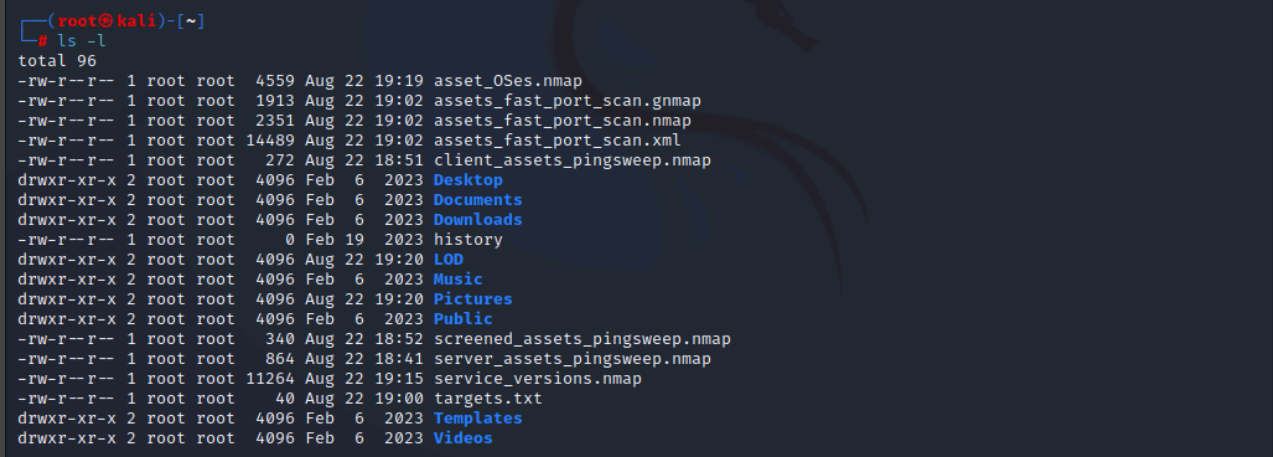 ┌──(root㉿kali)-[~]
└─# ls -l
total 96
-rw-r--r-- 1 root root  4559 Aug 22 19:19 asset_OSes.nmap
-rw-r--r-- 1 root root  1913 Aug 22 19:02 assets_fast_port_scan.gnmap
-rw-r--r-- 1 root root  2351 Aug 22 19:02 assets_fast_port_scan.nmap
-rw-r--r-- 1 root root 14489 Aug 22 19:02 assets_fast_port_scan.xml
-rw-r--r-- 1 root root   272 Aug 22 18:51 client_assets_pingsweep.nmap
drwxr-xr-x 2 root root  4096 Feb  6  2023 Desktop
drwxr-xr-x 2 root root  4096 Feb  6  2023 Documents
drwxr-xr-x 2 root root  4096 Feb  6  2023 Downloads
-rw-r--r-- 1 root root     0 Feb 19  2023 history
drwxr-xr-x 2 root root  4096 Aug 22 19:20 LOD
drwxr-xr-x 2 root root  4096 Feb  6  2023 Music
drwxr-xr-x 2 root root  4096 Aug 22 19:20 Pictures
drwxr-xr-x 2 root root  4096 Feb  6  2023 Public
-rw-r--r-- 1 root root   340 Aug 22 18:52 screened_assets_pingsweep.nmap
-rw-r--r-- 1 root root   864 Aug 22 18:41 server_assets_pingsweep.nmap
-rw-r--r-- 1 root root 11264 Aug 22 19:15 service_versions.nmap
-rw-r--r-- 1 root root    40 Aug 22 19:00 targets.txt
drwxr-xr-x 2 root root  4096 Feb  6  2023 Templates
drwxr-xr-x 2 root root  4096 Feb  6  2023 Videos